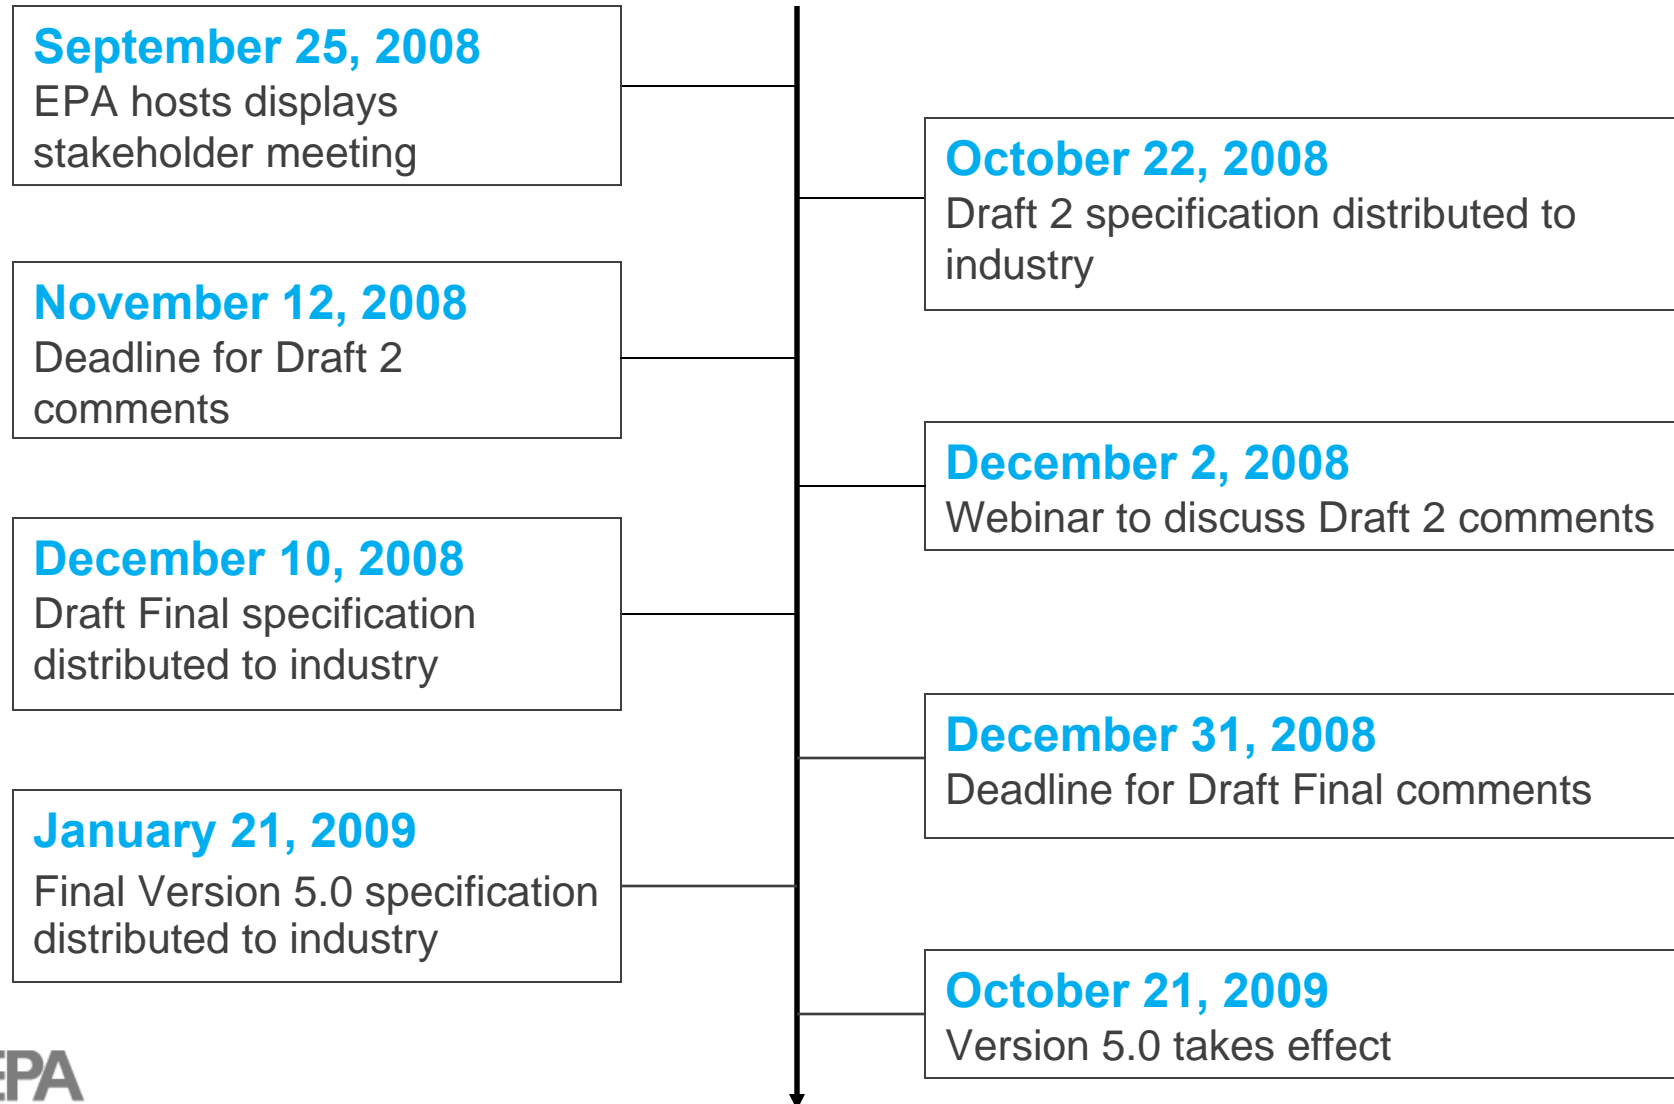 September 25, 2008
EPA hosts displays
stakeholder meeting
October 22, 2008
Draft 2 specification distributed to
industry
November 12, 2008
Deadline for Draft 2
comments
December 2, 2008
Webinar to discuss Draft 2 comments
December 10, 2008
Draft Final specification
distributed to industry
December 31, 2008
Deadline for Draft Final comments
January 21, 2009
Final Version 5.0 specification
distributed to industry
October 21, 2009
Version 5.0 takes effect
EPA